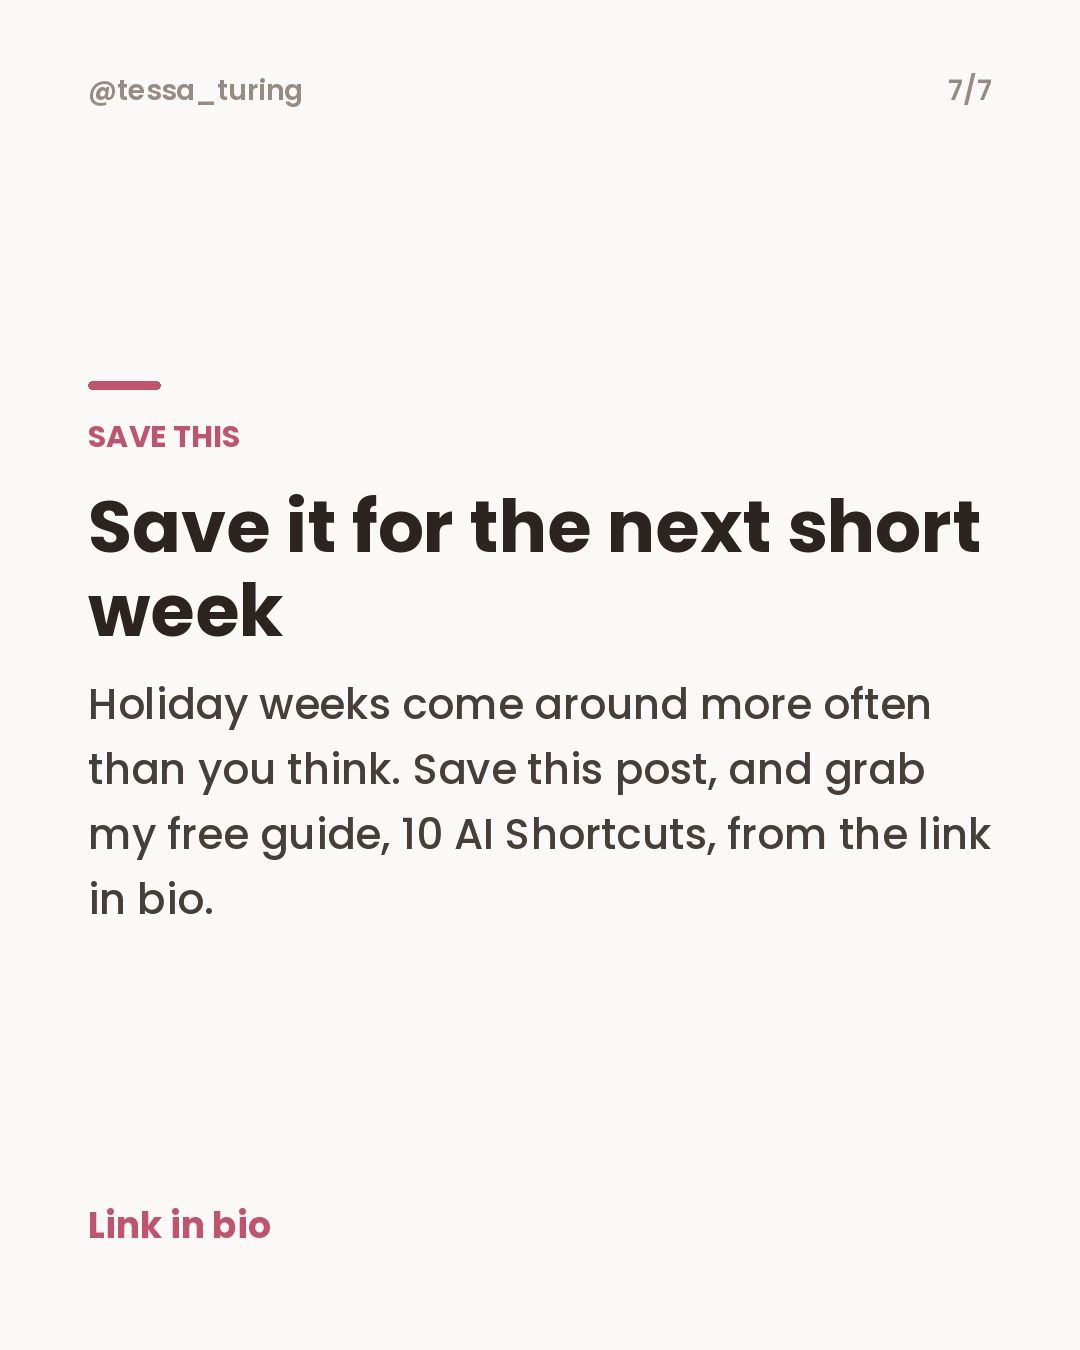 @tessa_turing
7/7
SAVE THIS
Save it for the next short
week
Holiday weeks come around more often
than you think. Save this post, and grab
my free guide, 10 AI Shortcuts, from the link
in bio.
Link in bio